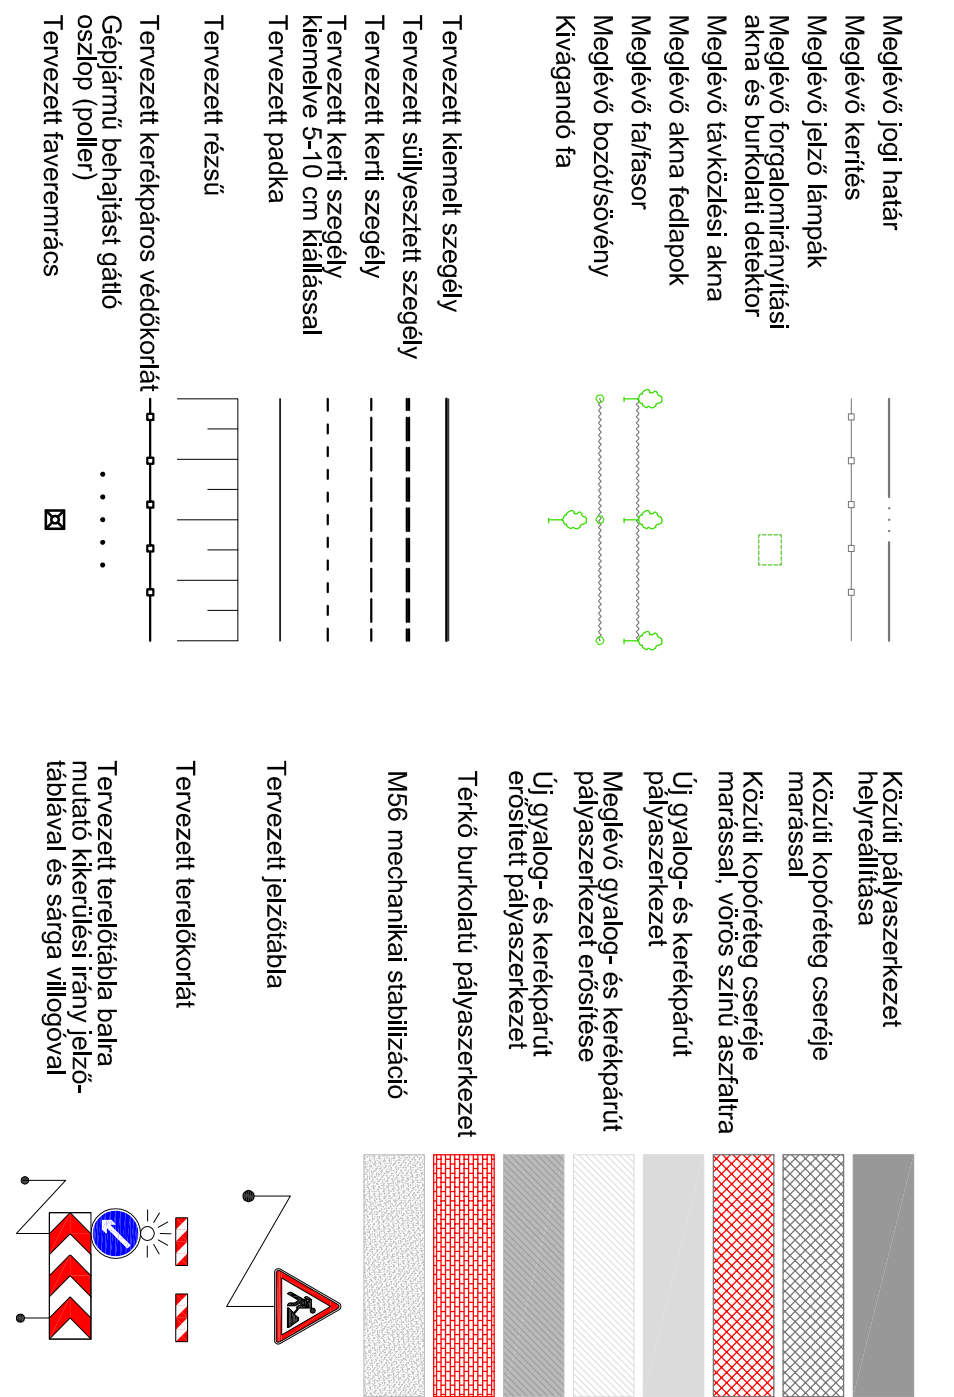 Meglévő jogi határ
Meglévő kerítés
Meglévő jelző lámpák
Meglévő forgalomirányítási
akna és burkolati detektor
Meglévő távközlési akna
Meglévő akna fedlapok
Meglévő fa/fasor
Meglévő bozót/sövény
Kivágandó fa
Tervezett kiemelt szegély
Tervezett süllyesztett szegély
Tervezett kerti szegély
Tervezett kerti szegély
kiemelve 5-10 cm kiállással
Tervezett padka
Tervezett rézsű
Tervezett kerékpáros védőkorlát
Gépjármű behajtást gátló
oszlop (poller)
Tervezett faveremrács
Közúti pályaszerkezet
helyreállítása
Közúti kopóréteg cseréje
marással
Közúti kopóréteg cseréje
marással, vörös színű aszfaltra
Új gyalog- és kerékpárút
pályaszerkezet
Meglévő gyalog- és kerékpárút
pályaszerkezet erősítése
Új gyalog- és kerékpárút
erősített pályaszerkezet
Térkő burkolatú pályaszerkezet
M56 mechanikai stabilizáció
Tervezett jelzőtábla
Tervezett terelőkorlát
Tervezett terelőtábla balra
mutató kikerülési irány jelző-
táblával és sárga villogóval